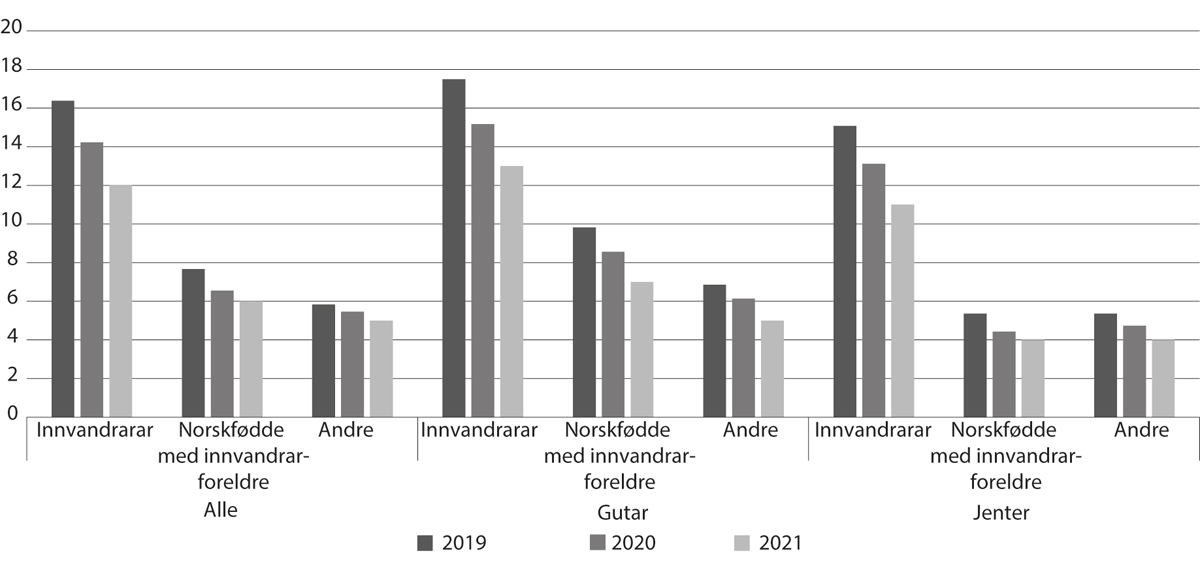 20
18
16
14
12
10
8
6
4
2
0
Innvandrarar Norskfødde Andre Innvandrarar Norskfødde Andre Innvandrarar Norskfødde Andre
med innvandrar- med innvandrar- med innvandrar-
foreldre foreldre foreldre
Alle Gutar Jenter
2019 2020 2021